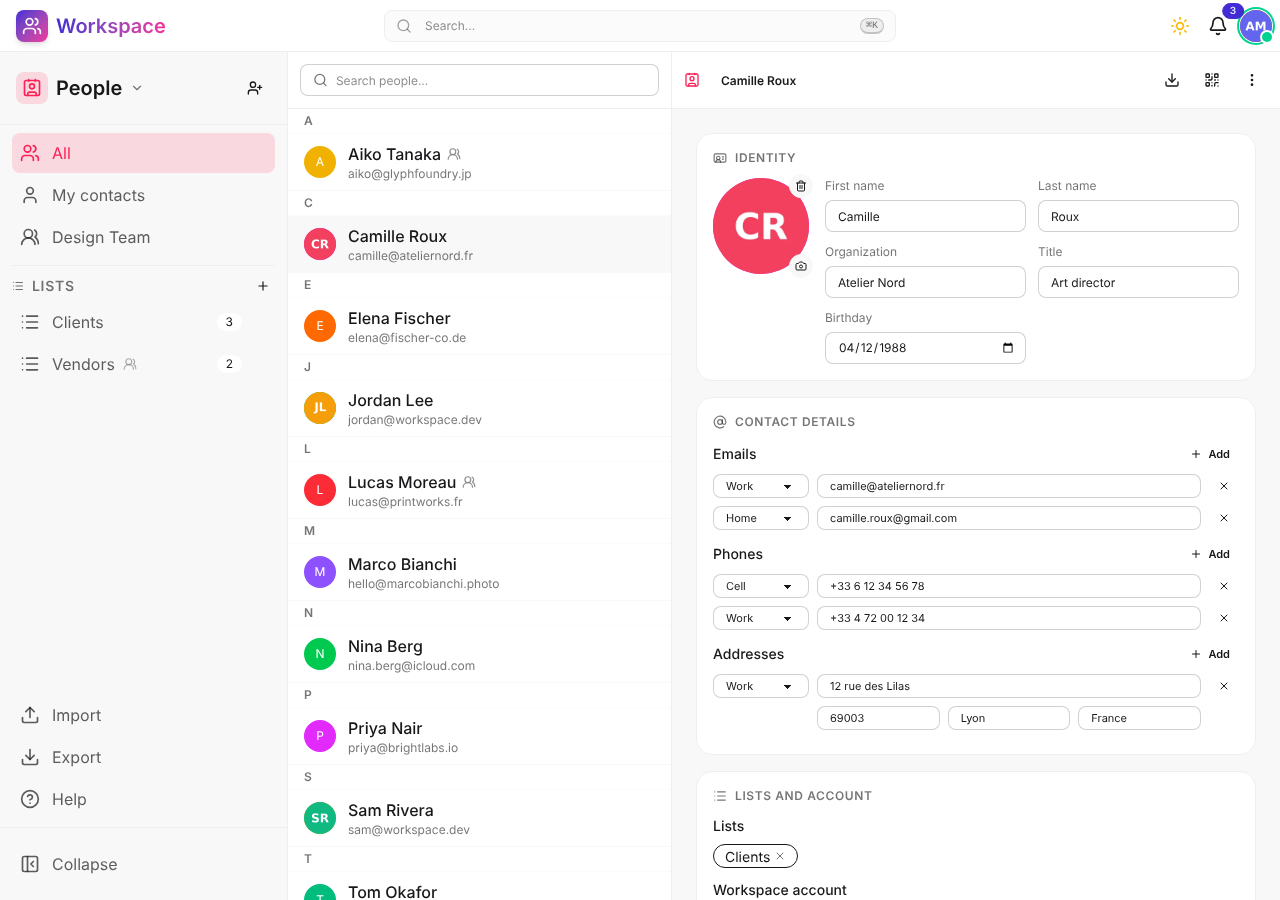 Workspace
Search...
⌘K
3
AM
People
All
My contacts
Design Team
LISTS
Clients
3
Vendors
2
Import
Export
Help
Collapse
Search people...
A
A
Aiko Tanaka
aiko@glyphfoundry.jp
C
CR
Camille Roux
camille@ateliernord.fr
E
E
Elena Fischer
elena@fischer-co.de
J
JL
Jordan Lee
jordan@workspace.dev
L
L
Lucas Moreau
lucas@printworks.fr
M
M
Marco Bianchi
hello@marcobianchi.photo
N
N
Nina Berg
nina.berg@icloud.com
P
P
Priya Nair
priya@brightlabs.io
S
SR
Sam Rivera
sam@workspace.dev
T
T
Tom Okafor
Camille Roux
IDENTITY
CR
First name
Last name
Camille
Roux
Organization
Title
Atelier Nord
Art director
Birthday
04/12/1988
CONTACT DETAILS
Emails
Add
Work
camille@ateliernord.fr
Home
camille.roux@gmail.com
Phones
Add
Cell
+33 6 12 34 56 78
Work
+33 4 72 00 12 34
Addresses
Add
Work
12 rue des Lilas
69003
Lyon
France
LISTS AND ACCOUNT
Lists
Clients
Workspace account